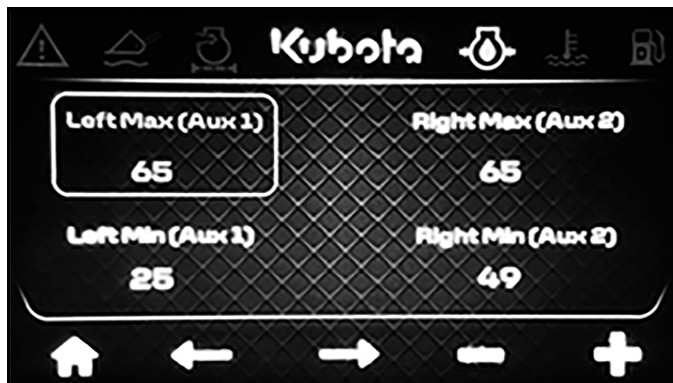 Kubota
Left Max (Aux 1)
Right Max (Aux 2)
65
65
Left Min (Aux 1)
Right Min (Aux 2)
25
49